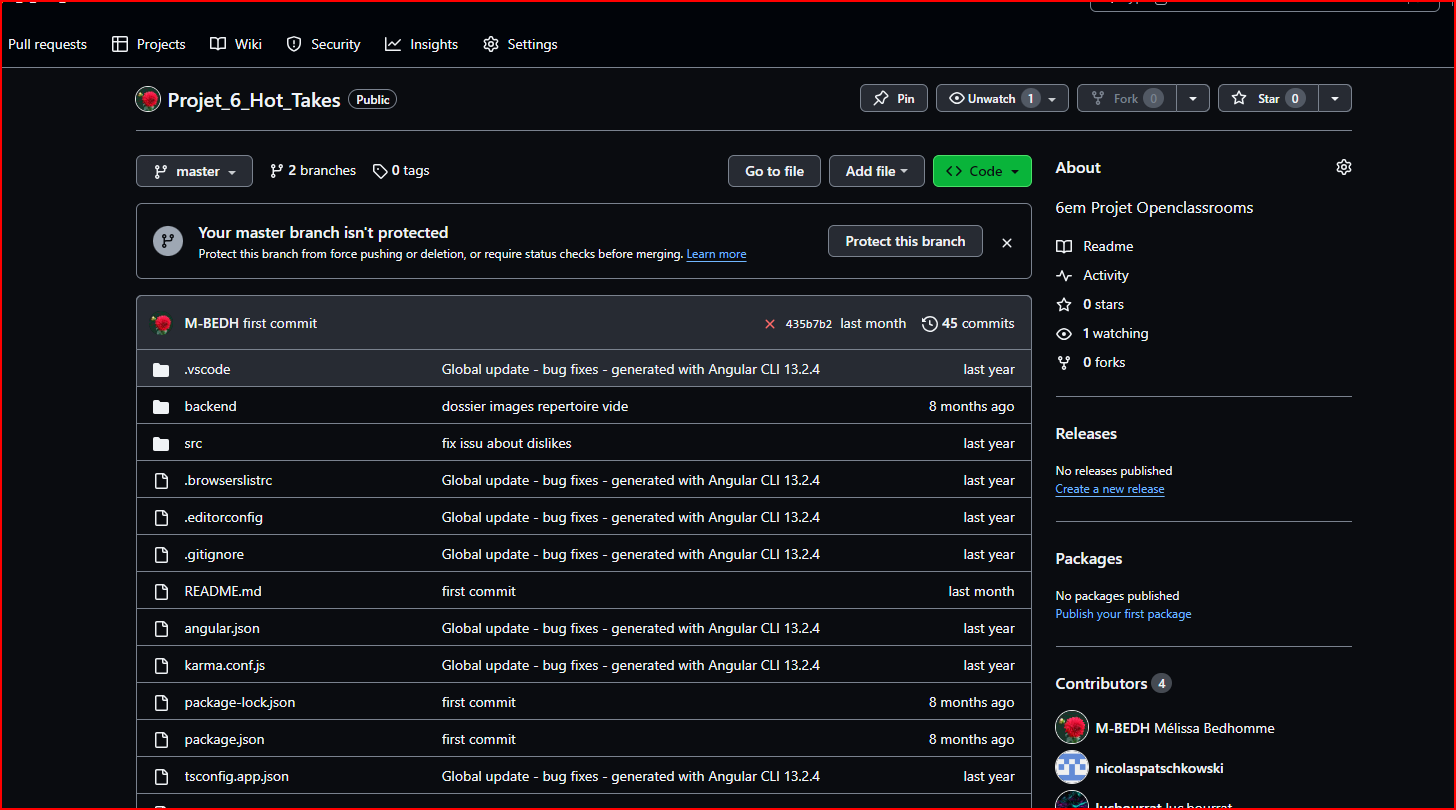 Pull requests Projects Wiki Security Insights Settings
Projet_6_Hot_Takes Public Pin Unwatch 1 Fork 0 Star 0
master 2 branches 0 tags Go to file Add file Code
Your master branch isn't protected
Protect this branch from force pushing or deletion, or require status checks before merging. Learn more
Protect this branch
M-BEDH first commit 435b7b2 last month 45 commits
.vscode Global update - bug fixes - generated with Angular CLI 13.2.4 last year
backend dossier images repertoire vide 8 months ago
src fix issu about dislikes last year
.browserslistrc Global update - bug fixes - generated with Angular CLI 13.2.4 last year
.editorconfig Global update - bug fixes - generated with Angular CLI 13.2.4 last year
.gitignore Global update - bug fixes - generated with Angular CLI 13.2.4 last year
README.md first commit last month
angular.json Global update - bug fixes - generated with Angular CLI 13.2.4 last year
karma.conf.js Global update - bug fixes - generated with Angular CLI 13.2.4 last year
package-lock.json first commit 8 months ago
package.json first commit 8 months ago
tsconfig.app.json Global update - bug fixes - generated with Angular CLI 13.2.4 last year
About
6em Projet Openclassrooms
Readme
Activity
0 stars
1 watching
0 forks
Releases
No releases published
Create a new release
Packages
No packages published
Publish your first package
Contributors 4
M-BEDH Mélissa Bedhomme
nicolaspatschkowski
lucbourrat luc bourrat